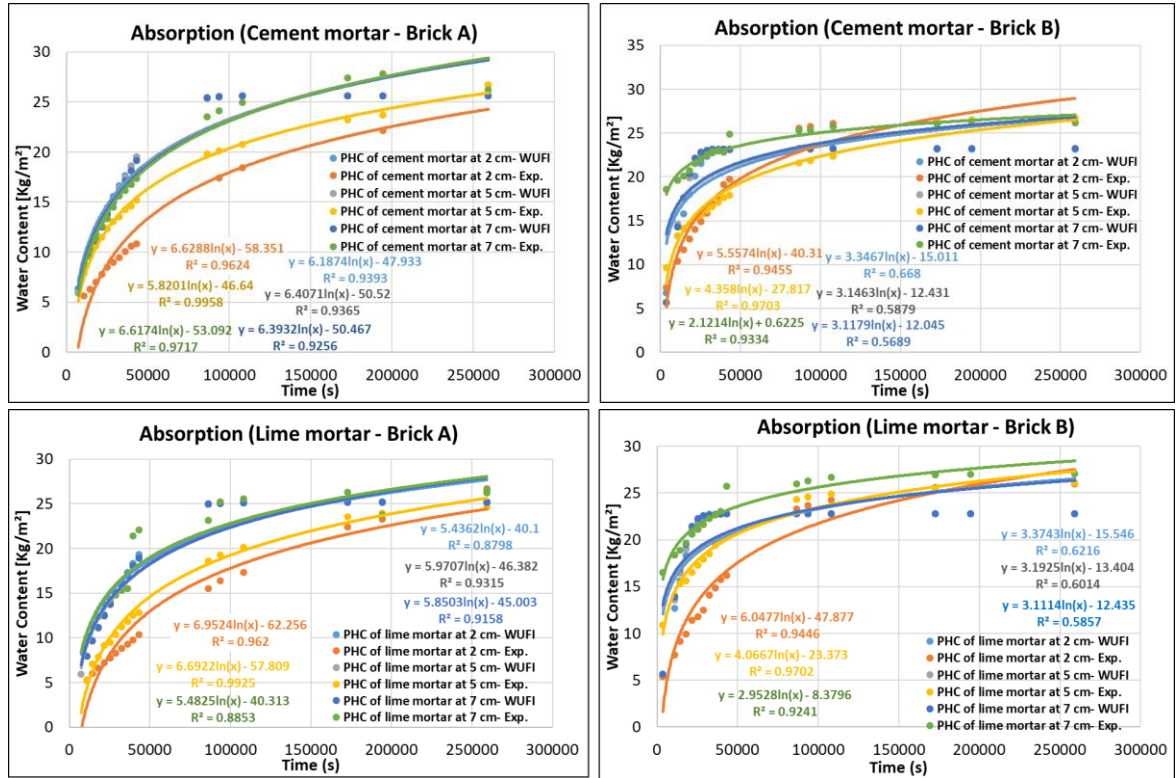 Absorption (Cement mortar - Brick A)
Water Content [Kg/m²]
30
25
20
15
10
5
0
PHC of cement mortar at 2 cm- WUFI
PHC of cement mortar at 2 cm- Exp.
PHC of cement mortar at 5 cm- WUFI
PHC of cement mortar at 5 cm- Exp.
PHC of cement mortar at 7 cm- WUFI
PHC of cement mortar at 7 cm- Exp.
y = 6.6288ln(x) - 58.351
R² = 0.9624
y = 6.1874ln(x) - 47.933
R² = 0.9393
y = 5.8201ln(x) - 46.64
R² = 0.9958
y = 6.4071ln(x) - 50.52
R² = 0.9365
y = 6.6174ln(x) - 53.092
R² = 0.9717
y = 6.3932ln(x) - 50.467
R² = 0.9256
0 50000 100000 150000 200000 250000 300000
Time (s)
Absorption (Cement mortar - Brick B)
Water Content [Kg/m²]
35
30
25
20
15
10
5
0
PHC of cement mortar at 2 cm- WUFI
PHC of cement mortar at 2 cm- Exp.
PHC of cement mortar at 5 cm- WUFI
PHC of cement mortar at 5 cm- Exp.
PHC of cement mortar at 7 cm- WUFI
PHC of cement mortar at 7 cm- Exp.
y = 5.5574ln(x) - 40.31
R² = 0.9455
y = 3.3467ln(x) - 15.011
R² = 0.668
y = 4.358ln(x) - 27.817
R² = 0.9703
y = 3.1463ln(x) - 12.431
R² = 0.5879
y = 2.1214ln(x)+ 0.6225
R² = 0.9334
y = 3.1179ln(x) - 12.045
R² = 0.5689
0 50000 100000 150000 200000 250000 300000
Time (s)
Absorption (Lime mortar - Brick A)
Water Content [Kg/m²]
30
25
20
15
10
5
0
y = 5.4362ln(x) - 40.1
R² = 0.8798
y = 5.9707ln(x) - 46.382
R² = 0.9315
y = 5.8503ln(x) - 45.003
R² = 0.9158
y = 6.9524ln(x) - 62.256
R² = 0.962
y = 6.6922ln(x) - 57.809
R² = 0.9925
y = 5.4825ln(x) - 40.313
R² = 0.8853
PHC of lime mortar at 2 cm- WUFI
PHC of lime mortar at 2 cm- Exp.
PHC of lime mortar at 5 cm- WUFI
PHC of lime mortar at 5 cm- Exp.
PHC of lime mortar at 7 cm- WUFI
PHC of lime mortar at 7 cm- Exp.
0 50000 100000 150000 200000 250000 300000
Time (s)
Absorption (Lime mortar - Brick B)
Water Content [Kg/m²]
30
25
20
15
10
5
0
y = 3.3743ln(x) - 15.546
R² = 0.6216
y = 3.1925ln(x) - 13.404
R² = 0.6014
y = 3.1114ln(x) - 12.435
R² = 0.5857
y = 6.0477ln(x) - 47.877
R² = 0.9446
y = 4.0667ln(x) - 23.373
R² = 0.9702
y = 2.9528ln(x) - 8.3796
R² = 0.9241
PHC of lime mortar at 2 cm- WUFI
PHC of lime mortar at 2 cm- Exp.
PHC of lime mortar at 5 cm- WUFI
PHC of lime mortar at 5 cm- Exp.
PHC of lime mortar at 7 cm- WUFI
PHC of lime mortar at 7 cm- Exp.
0 50000 100000 150000 200000 250000 300000
Time (s)